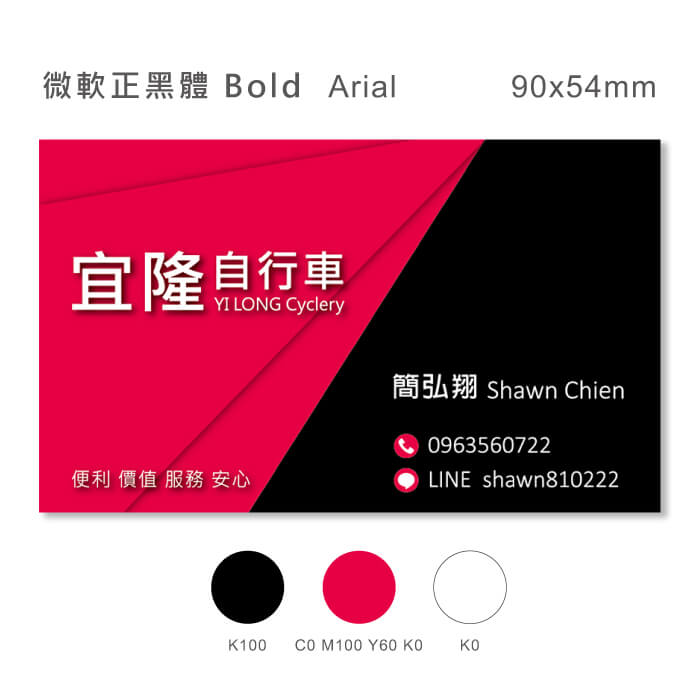 微軟正黑體 Bold Arial 90x54mm
宜隆自行車
YI LONG Cyclery
簡弘翔 Shawn Chien
0963560722
便利 價值 服務 安心
LINE shawn810222
K100 C0 M100 Y60 K0 K0